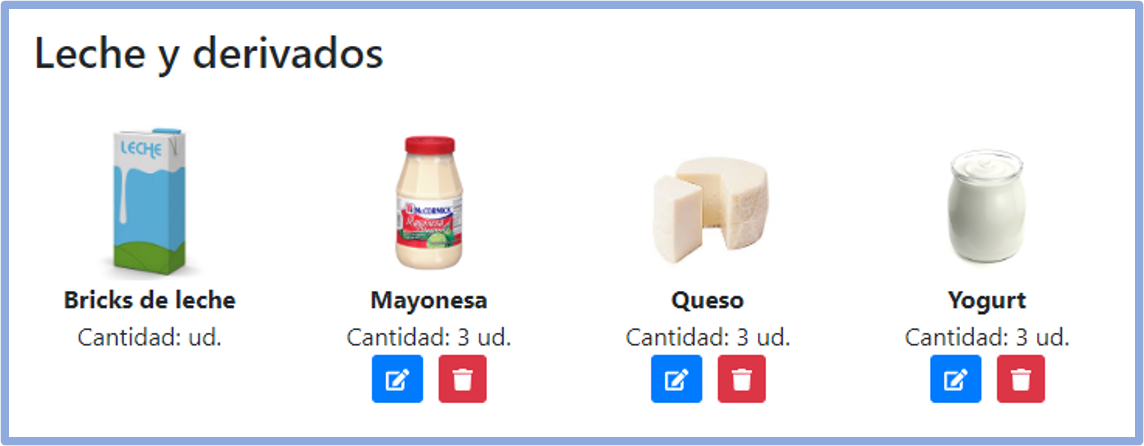 Leche y derivados
LECHE
McCORMICK
Mayonesa
Bricks de leche
Mayonesa
Queso
Yogurt
Cantidad: ud.
Cantidad: 3 ud.
Cantidad: 3 ud.
Cantidad: 3 ud.